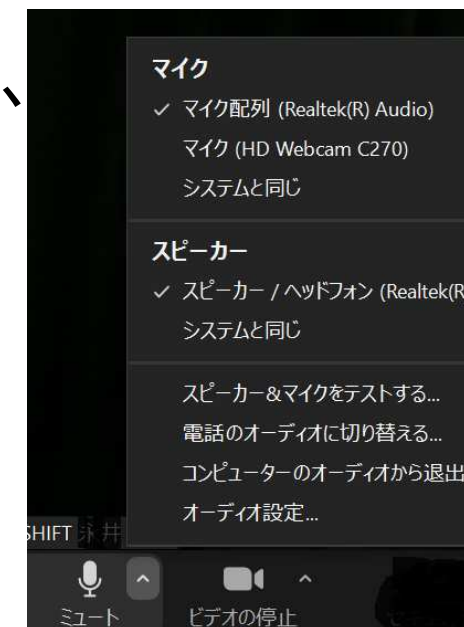 マイク
マイク配列 (Realtek(R) Audio)
マイク (HD Webcam C270)
システムと同じ
スピーカー
スピーカー / ヘッドフォン (Realtek(R
システムと同じ
スピーカー&マイクをテストする...
電話のオーディオに切り替える...
コンピューターのオーディオから退出
オーディオ設定...
SHIFT 永井
ミュート
ビデオの停止